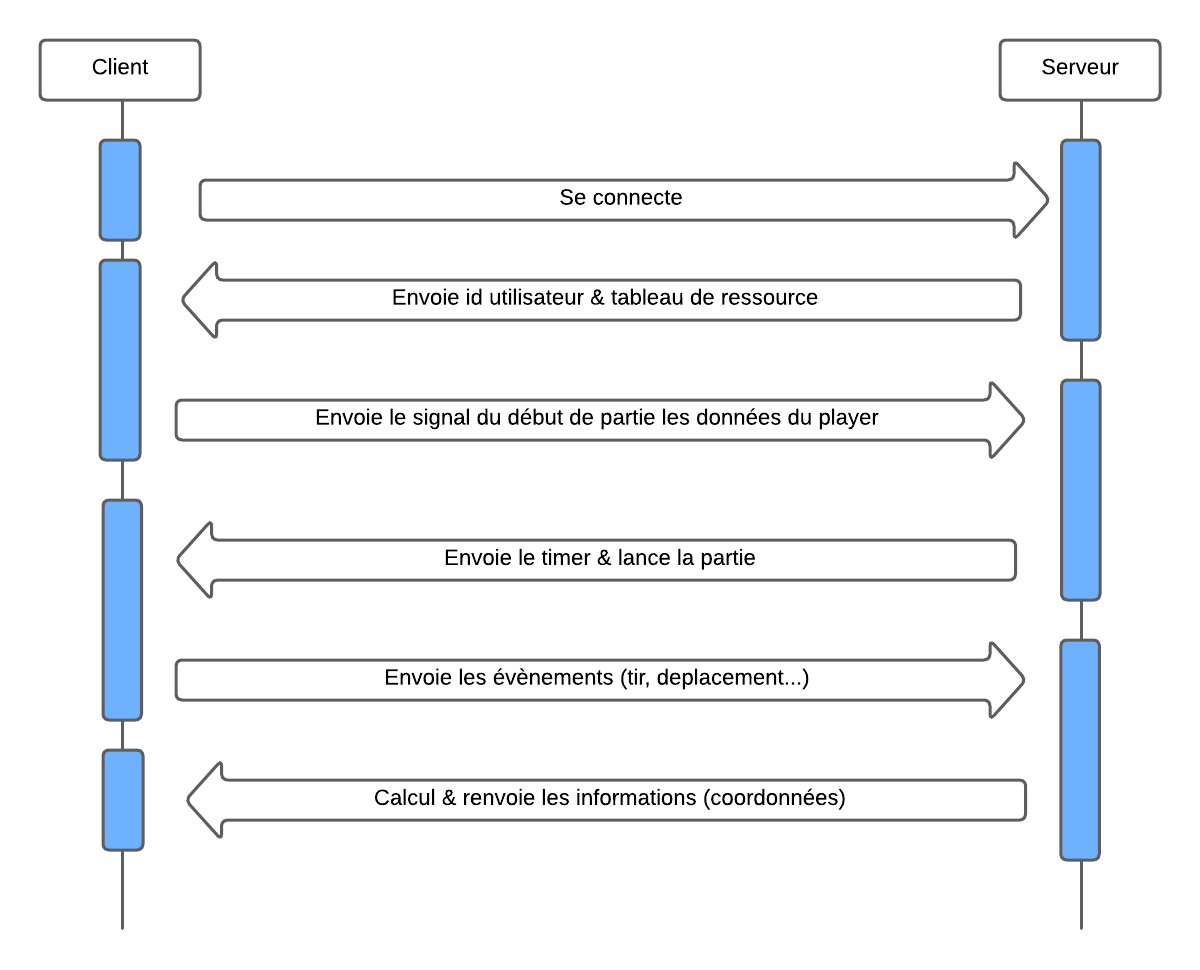 Client
Serveur
Se connecte
Envoie id utilisateur & tableau de ressource
Envoie le signal du début de partie les données du player
Envoie le timer & lance la partie
Envoie les évènements (tir, deplacement...)
Calcul & renvoie les informations (coordonnées)